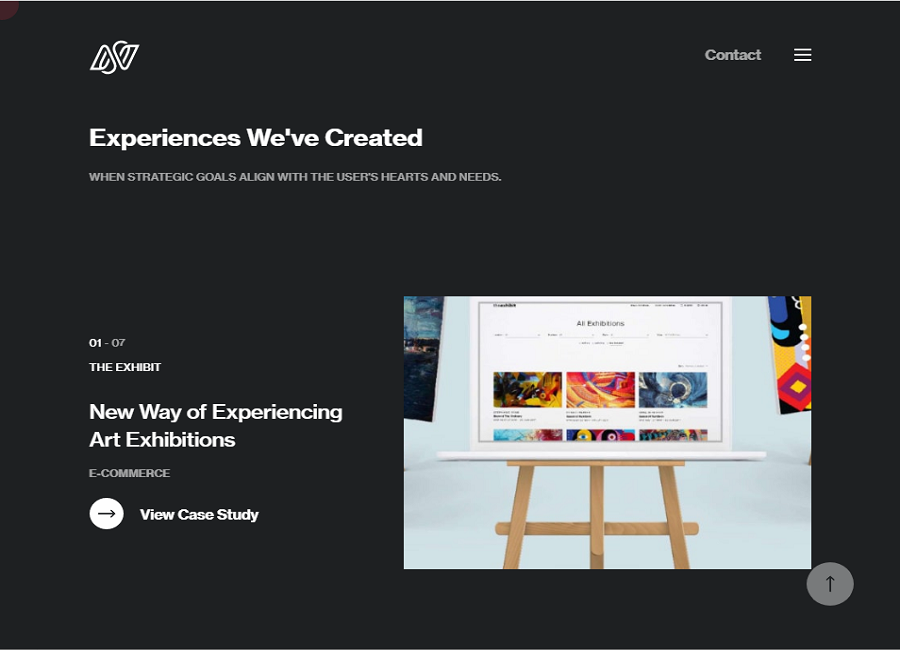 Contact
Experiences We've Created
WHEN STRATEGIC GOALS ALIGN WITH THE USER'S HEARTS AND NEEDS.
01 - 07
THE EXHIBIT
New Way of Experiencing
Art Exhibitions
E-COMMERCE
View Case Study
All Exhibitions